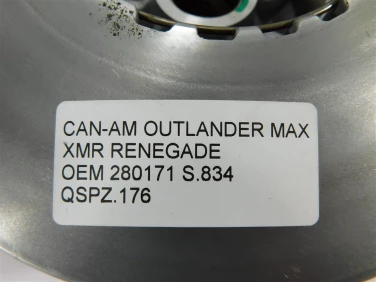 CAN-AM OUTLANDER MAX
XMR RENEGADE
OEM 280171 S.834
QSPZ.176